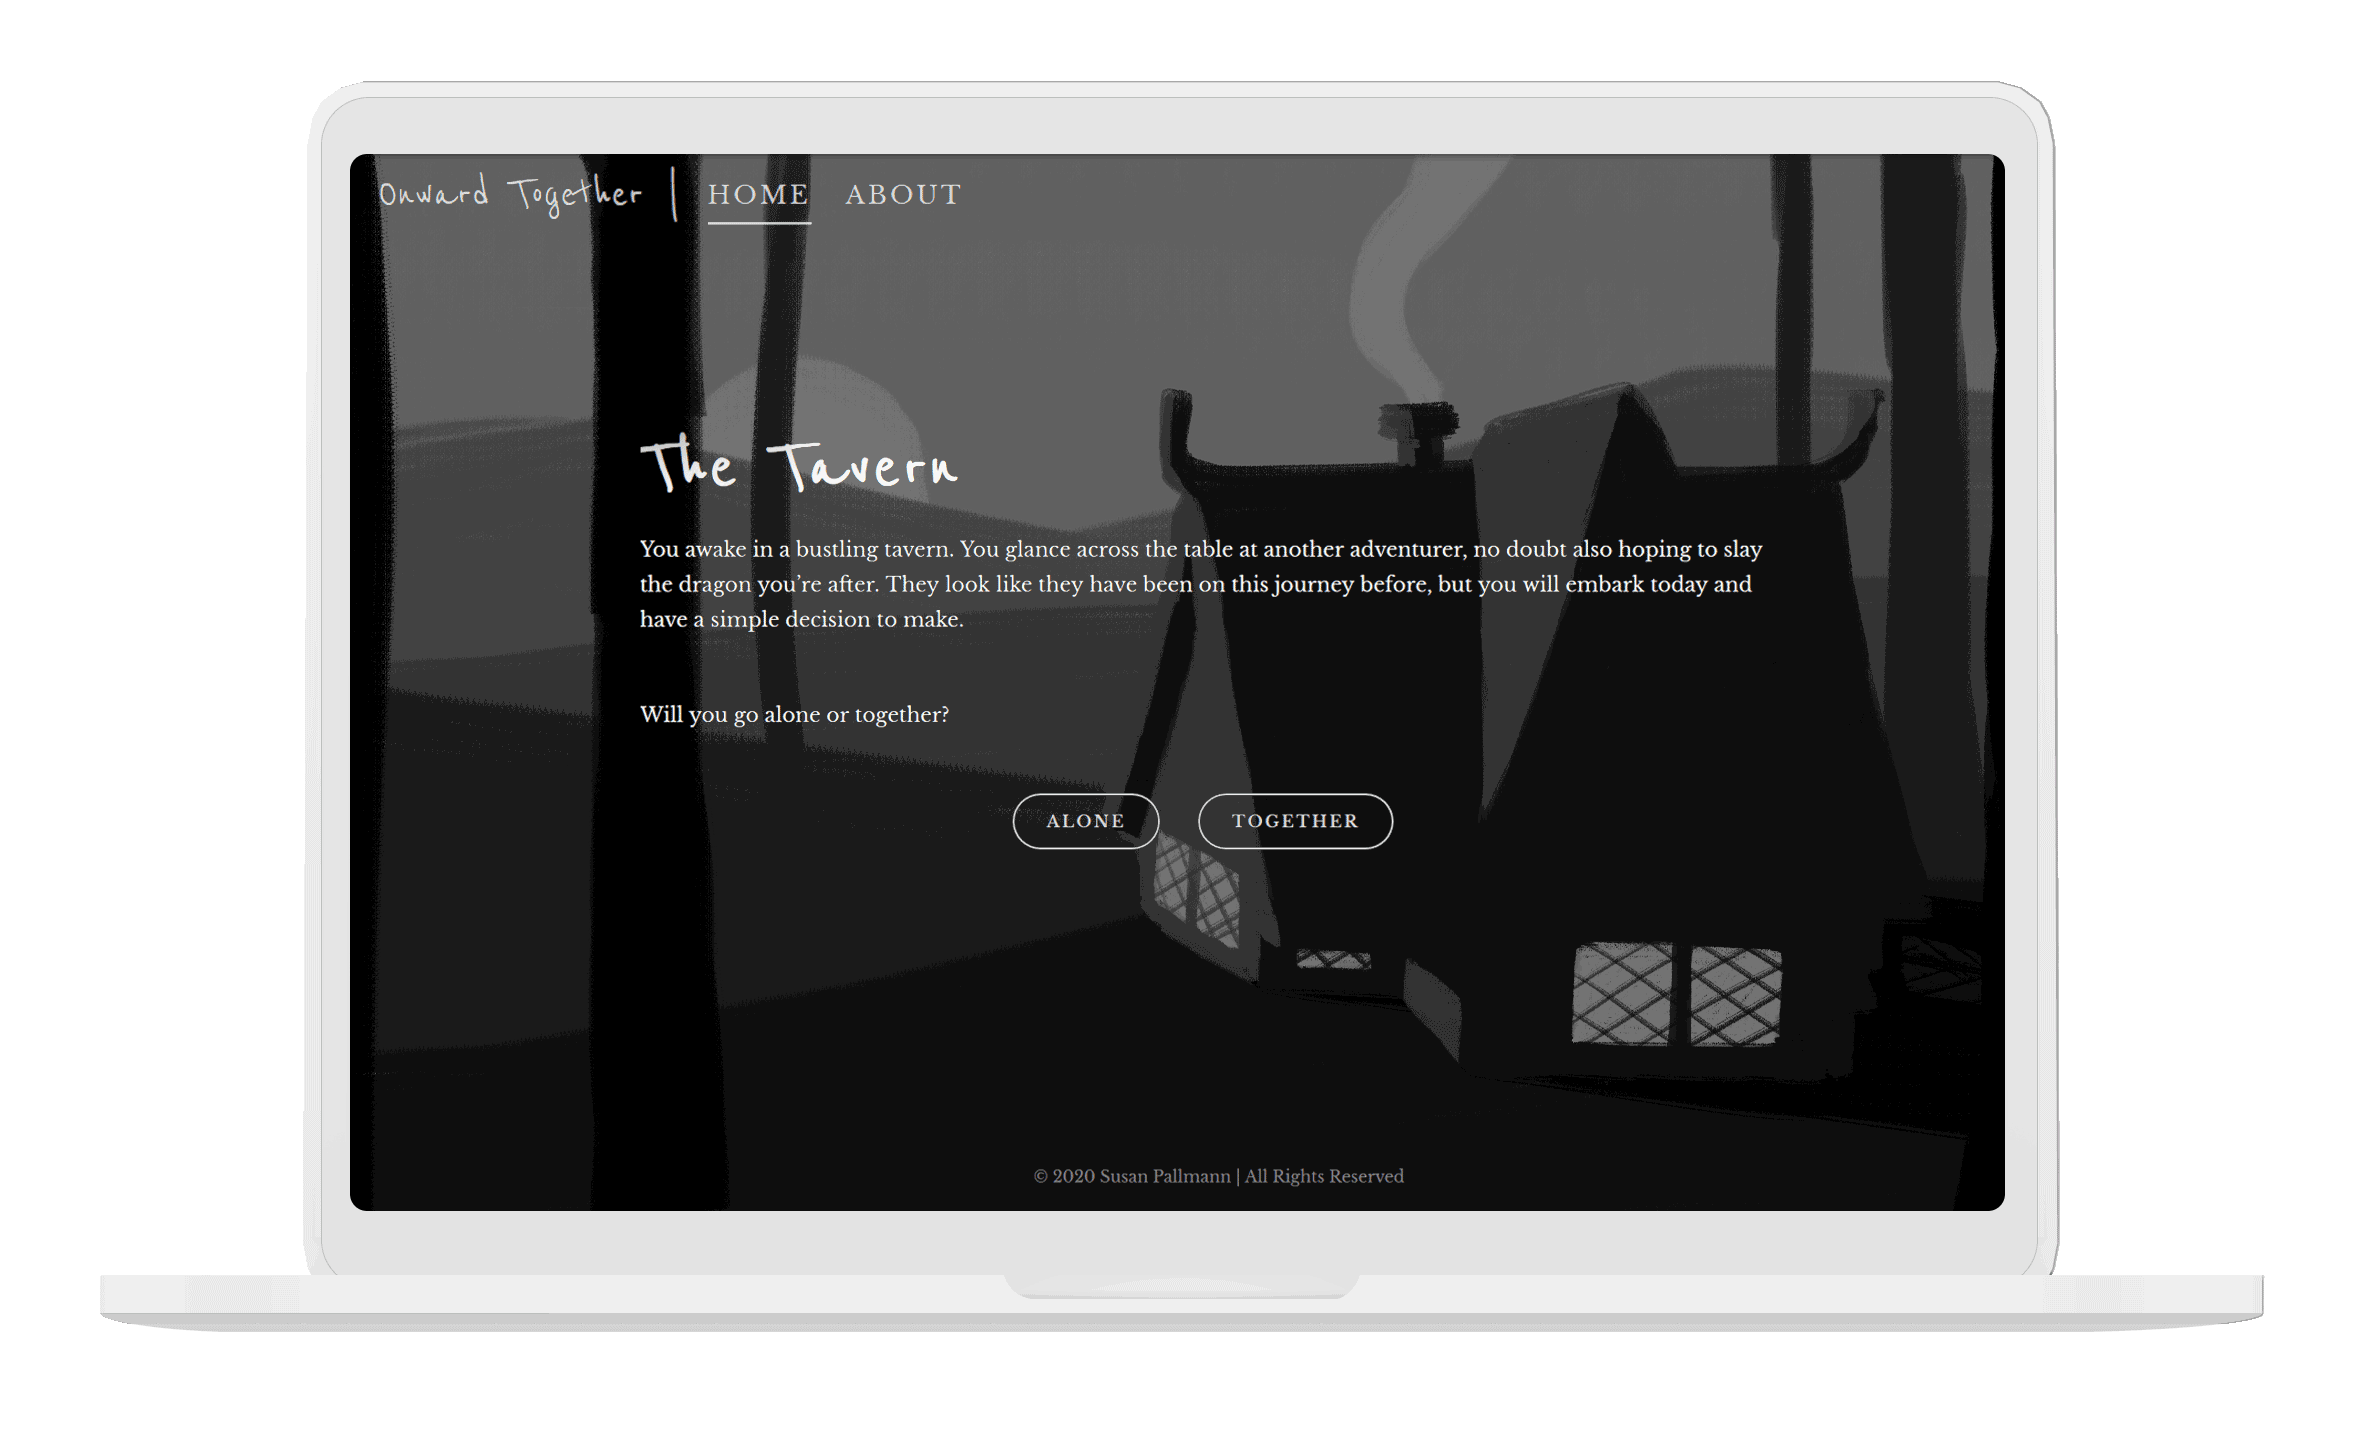 Onward Together | HOME ABOUT
The Tavern
You awake in a bustling tavern. You glance across the table at another adventurer, no doubt also hoping to slay
the dragon you’re after. They look like they have been on this journey before, but you will embark today and
have a simple decision to make.
Will you go alone or together?
ALONE TOGETHER
© 2020 Susan Pallmann | All Rights Reserved